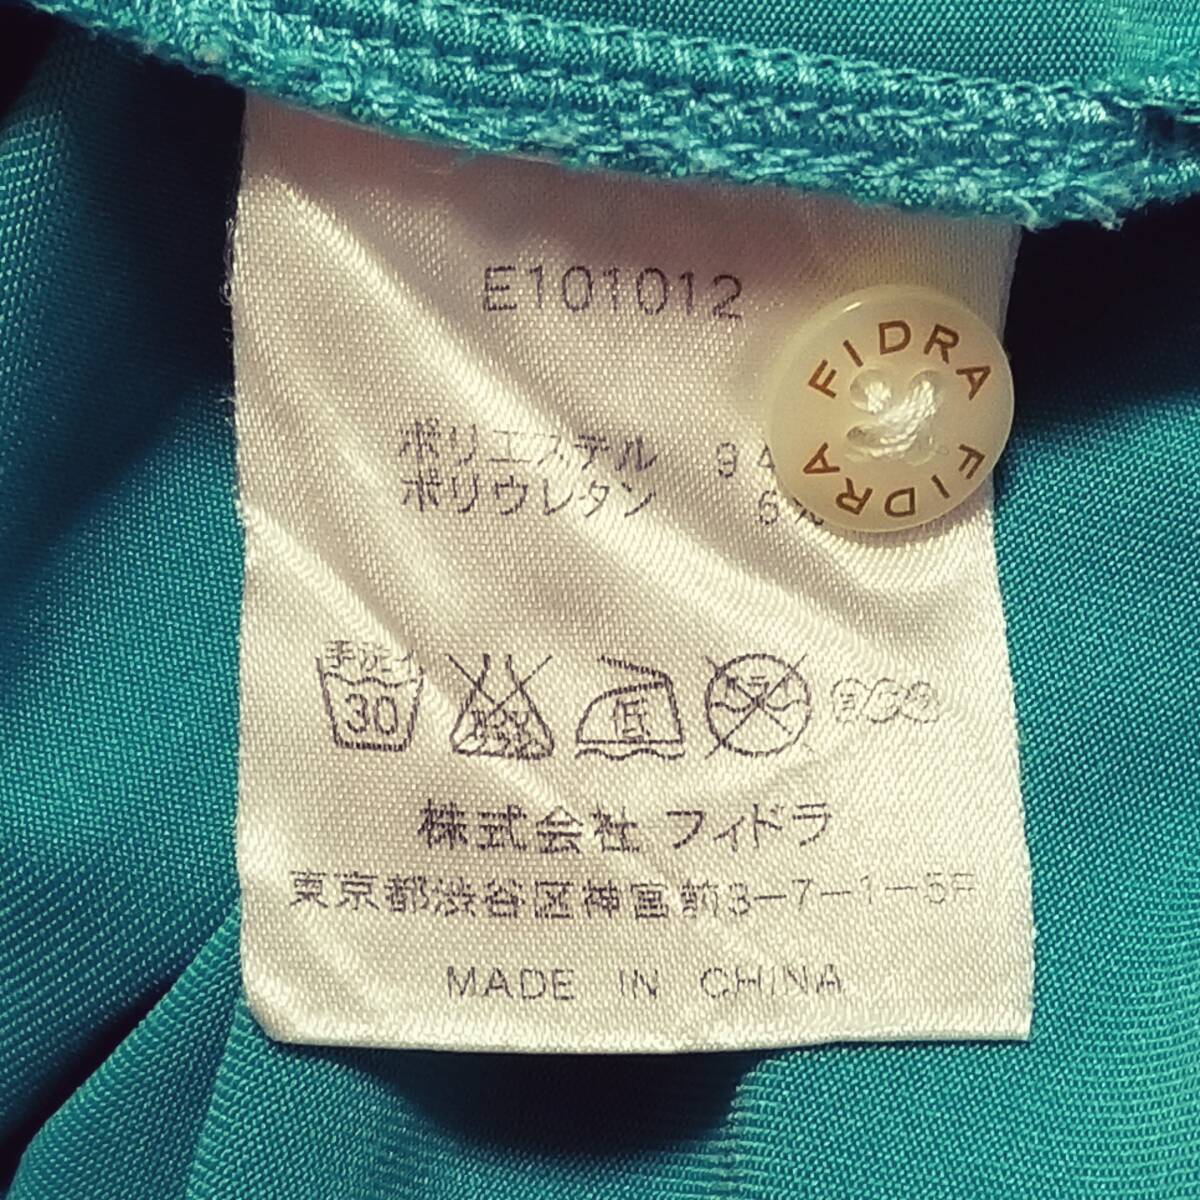 E101012
FIDRA FIDRA
ポリエステル 94
ポリウレタン 6%
手洗イ
30
低
株式会社 フィドラ
東京都渋谷区神宮前3-7-1-5F
MADE IN CHINA